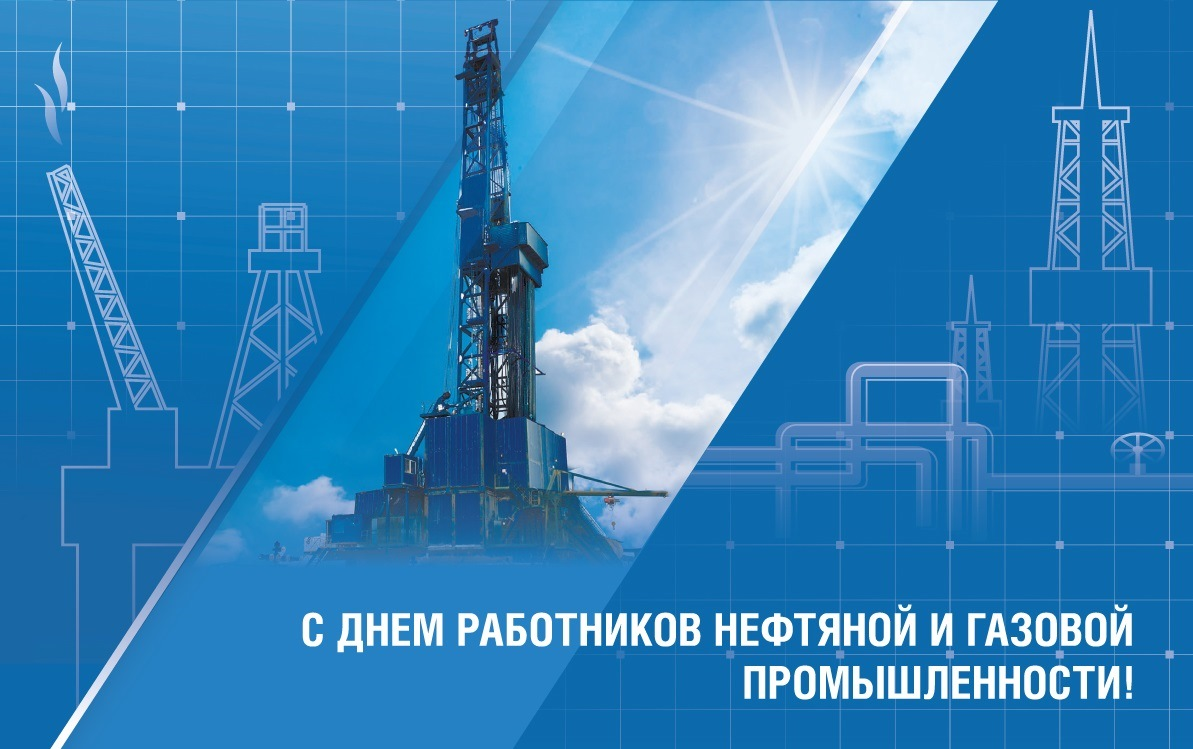 С ДНЕМ РАБОТНИКОВ НЕФТЯНОЙ И ГАЗОВОЙ
ПРОМЫШЛЕННОСТИ!